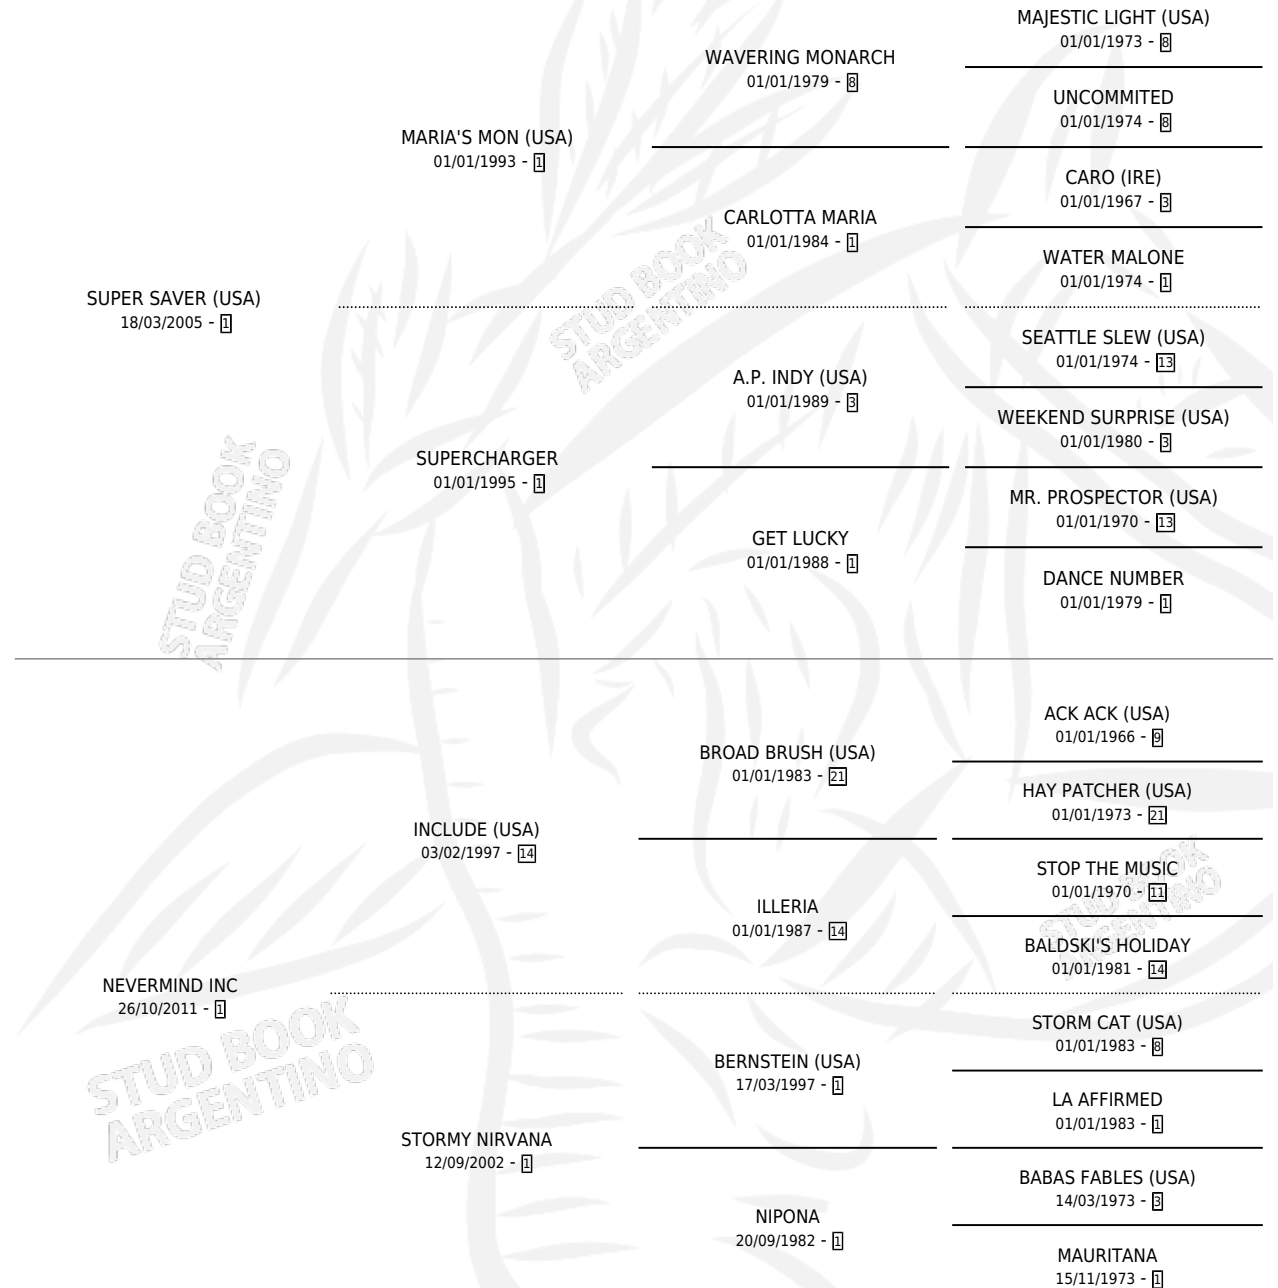 MAJESTIC LIGHT (USA)
01/01/1973 - 8
WAVERING MONARCH
01/01/1979 - 8
UNCOMMITED
01/01/1974 - 8
MARIA'S MON (USA)
01/01/1993 - 1
CARO (IRE)
01/01/1967 - 3
CARLOTTA MARIA
01/01/1984 - 1
WATER MALONE
01/01/1974 - 1
SUPER SAVER (USA)
18/03/2005 - 1
STUD BOOK
ARGENTINO
SEATTLE SLEW (USA)
01/01/1974 - 13
A.P. INDY (USA)
01/01/1989 - 3
WEEKEND SURPRISE (USA)
01/01/1980 - 3
SUPERCHARGER
01/01/1995 - 1
MR. PROSPECTOR (USA)
01/01/1970 - 13
GET LUCKY
01/01/1988 - 1
DANCE NUMBER
01/01/1979 - 1
STUD BOOK
ARGENTINO
ACK ACK (USA)
01/01/1966 - 9
BROAD BRUSH (USA)
01/01/1983 - 21
HAY PATCHER (USA)
01/01/1973 - 21
INCLUDE (USA)
03/02/1997 - 14
STOP THE MUSIC
01/01/1970 - 11
ILLERIA
01/01/1987 - 14
BALDSKI'S HOLIDAY
01/01/1981 - 14
STUD BOOK
ARGENTINO
NEVERMIND INC
26/10/2011 - 1
STUD BOOK
ARGENTINO
STORM CAT (USA)
01/01/1983 - 8
BERNSTEIN (USA)
17/03/1997 - 1
LA AFFIRMED
01/01/1983 - 1
STORMY NIRVANA
12/09/2002 - 1
BABAS FABLES (USA)
14/03/1973 - 3
NIPONA
20/09/1982 - 1
MAURITANA
15/11/1973 - 1